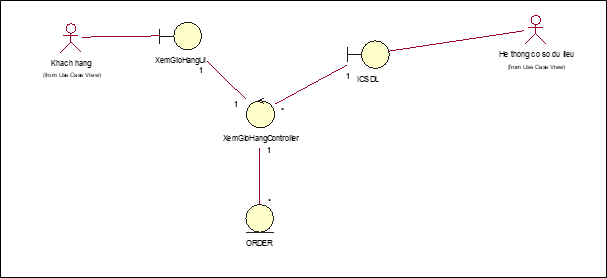 Khach hang
(from Use Case View)
XemGioHangUI
1
1
ICSDL
1
*
He thong co so du lieu
(from Use Case View)
XemGioHangController
1
*
ORDER